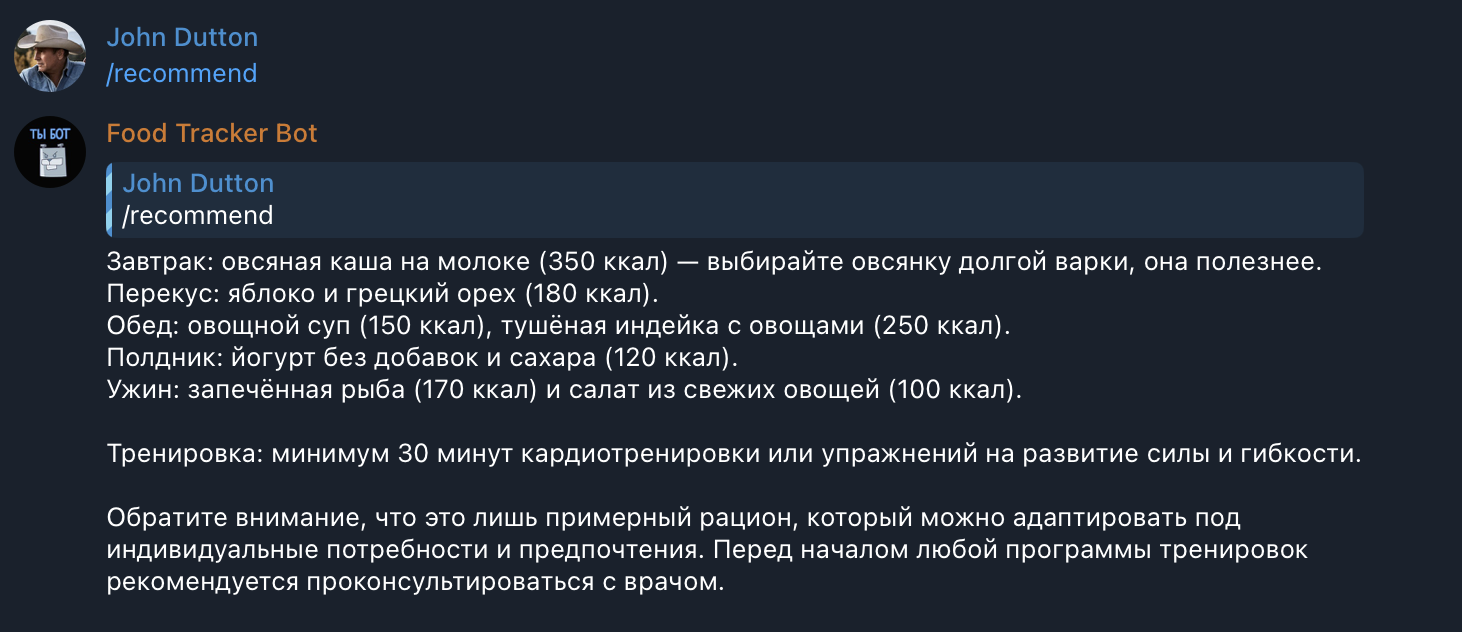 John Dutton
/recommend
ТЫ БОТ
Food Tracker Bot
John Dutton
/recommend
Завтрак: овсяная каша на молоке (350 ккал) — выбирайте овсянку долгой варки, она полезнее.
Перекус: яблоко и грецкий орех (180 ккал).
Обед: овощной суп (150 ккал), тушёная индейка с овощами (250 ккал).
Полдник: йогурт без добавок и сахара (120 ккал).
Ужин: запечённая рыба (170 ккал) и салат из свежих овощей (100 ккал).
Тренировка: минимум 30 минут кардиотренировки или упражнений на развитие силы и гибкости.
Обратите внимание, что это лишь примерный рацион, который можно адаптировать под
индивидуальные потребности и предпочтения. Перед началом любой программы тренировок
рекомендуется проконсультироваться с врачом.